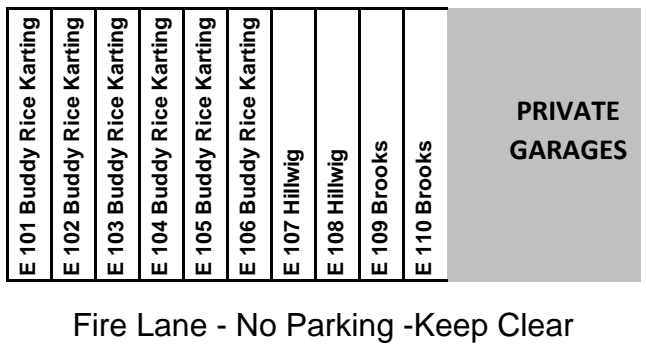 E 101 Buddy Rice Karting
E 102 Buddy Rice Karting
E 103 Buddy Rice Karting
E 104 Buddy Rice Karting
E 105 Buddy Rice Karting
E 106 Buddy Rice Karting
E 107 Hillwig
E 108 Hillwig
E 109 Brooks
E 110 Brooks
PRIVATE
GARAGES
Fire Lane - No Parking -Keep Clear